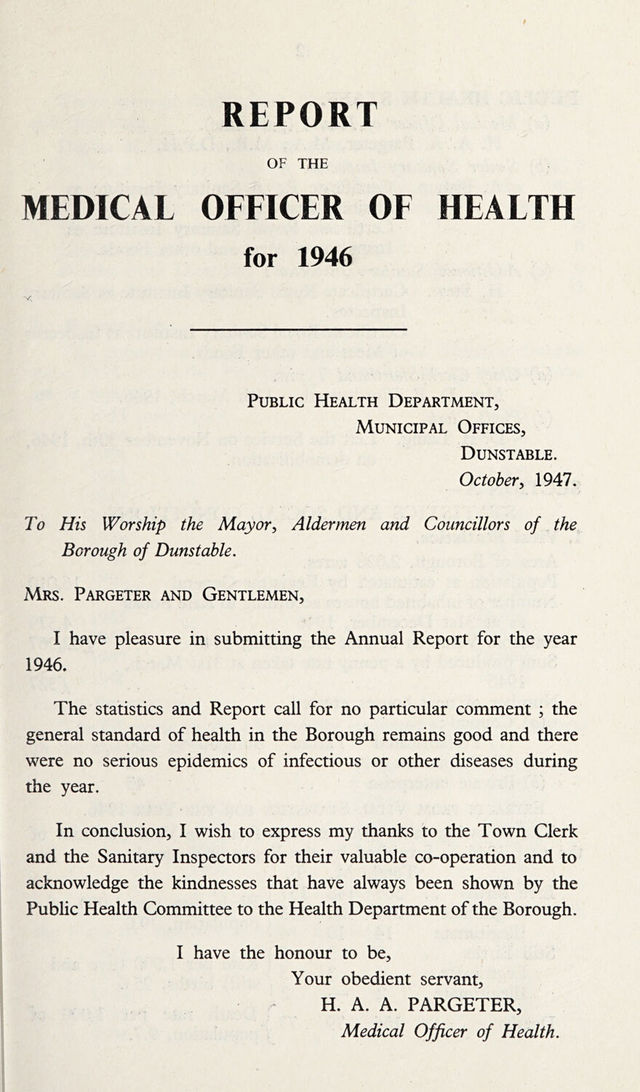 REPORT
OF THE
MEDICAL OFFICER OF HEALTH
for 1946
Public Health Department,
Municipal Offices,
Dunstable.
October, 1947.
To His Worship the Mayor, Aldermen and Councillors of the
Borough of Dunstable.
Mrs. Pargeter and Gentlemen,
I have pleasure in submitting the Annual Report for the year
1946.
The statistics and Report call for no particular comment ; the
general standard of health in the Borough remains good and there
were no serious epidemics of infectious or other diseases during
the year.
In conclusion, I wish to express my thanks to the Town Clerk
and the Sanitary Inspectors for their valuable co-operation and to
acknowledge the kindnesses that have always been shown by the
Public Health Committee to the Health Department of the Borough.
I have the honour to be,
Your obedient servant,
H. A. A. PARGETER,
Medical Officer of Health.